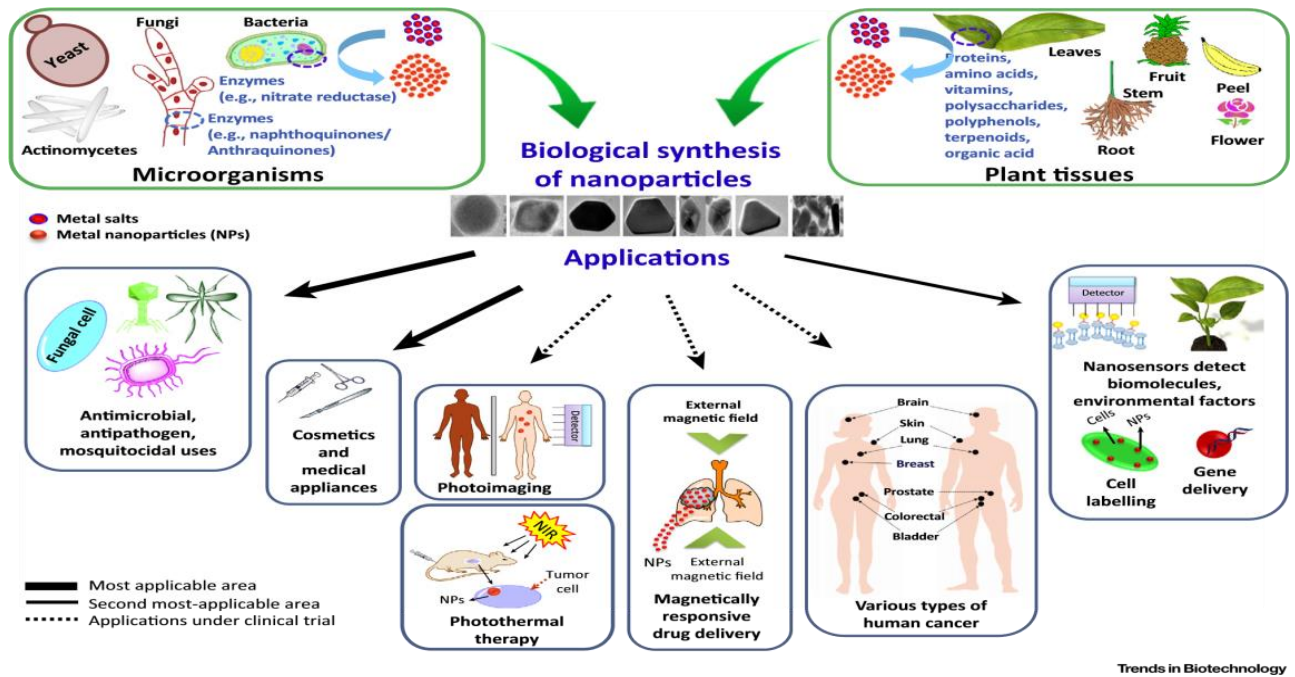 Yeast
Fungi
Bacteria
Enzymes
(e.g., nitrate reductase)
Enzymes
(e.g., naphthoquinones/
Anthraquinones)
Actinomycetes
Microorganisms
Leaves
Proteins,
amino acids,
vitamins,
polysaccharides,
polyphenols,
terpenoids,
organic acid
Stem
Root
Fruit
Peel
Flower
Plant tissues
Biological synthesis
of nanoparticles
Metal salts
Metal nanoparticles (NPs)
Applications
Fungal cell
Antimicrobial,
antipathogen,
mosquitocidal uses
Cosmetics
and
medical
appliances
Detector
Photoimaging
NIR
NPs
Tumor
cell
Photothermal
therapy
External
magnetic field
NPs
External
magnetic field
Magnetically
responsive
drug delivery
Brain
Skin
Lung
Breast
Prostate
Colorectal
Bladder
Various types of
human cancer
Detector
Nanosensors detect
biomolecules,
environmental factors
Cells
NPs
Cell
labelling
Gene
delivery
Most applicable area
Second most-applicable area
Applications under clinical trial
Trends in Biotechnology